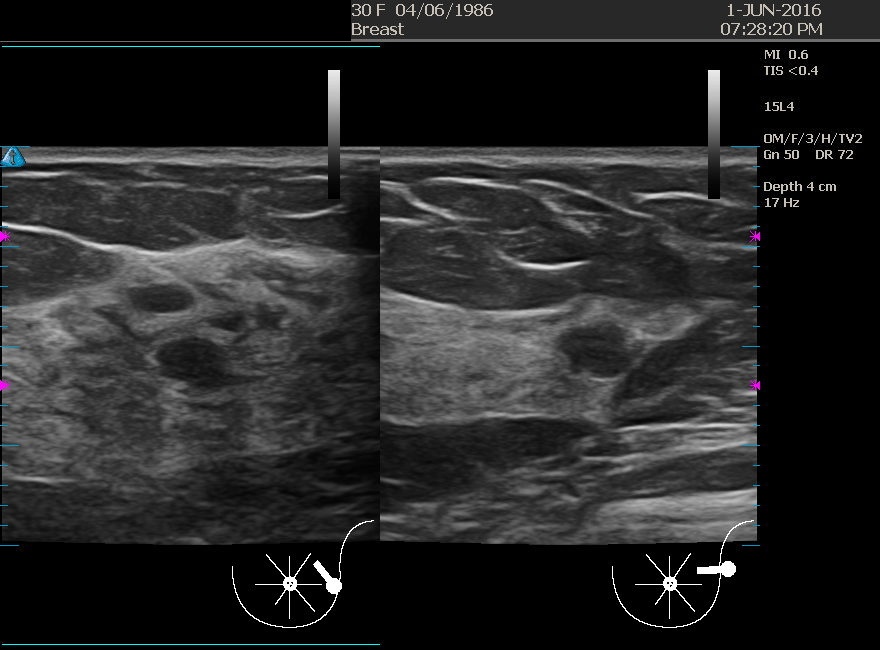 30 F 04/06/1986
1-JUN-2016
Breast
07:28:20 PM
MI 0.6
TIS <0.4
15L4
OM/F/3/H/TV2
Gn 50 DR 72
Depth 4 cm
17 Hz